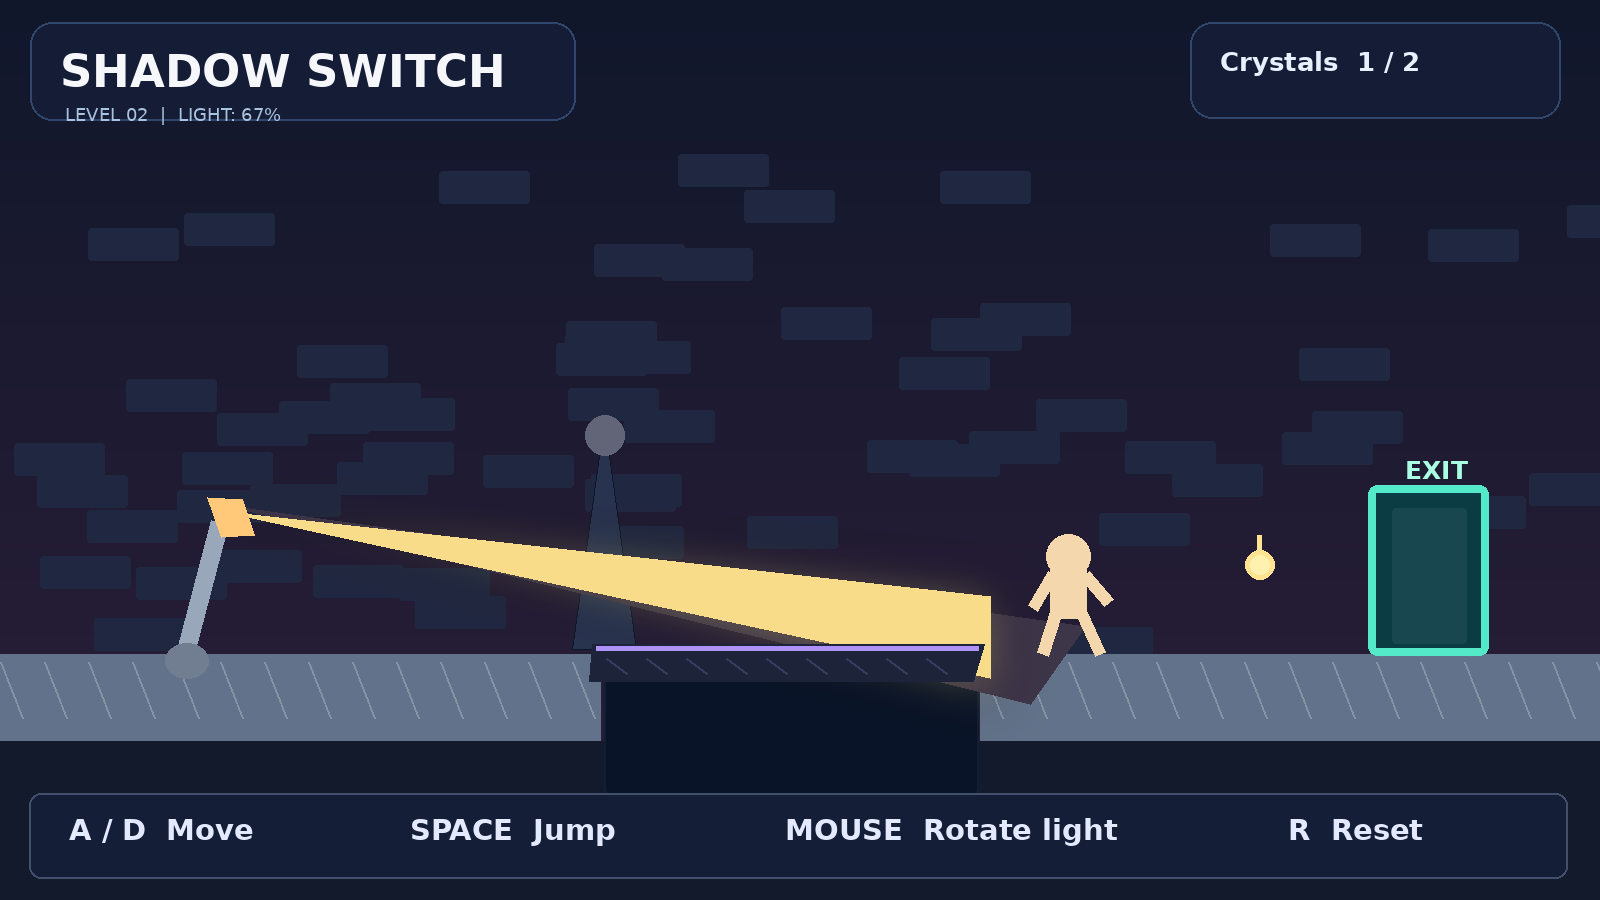 SHADOW SWITCH
LEVEL 02 | LIGHT: 67%
Crystals 1 / 2
EXIT
A / D Move SPACE Jump MOUSE Rotate light R Reset